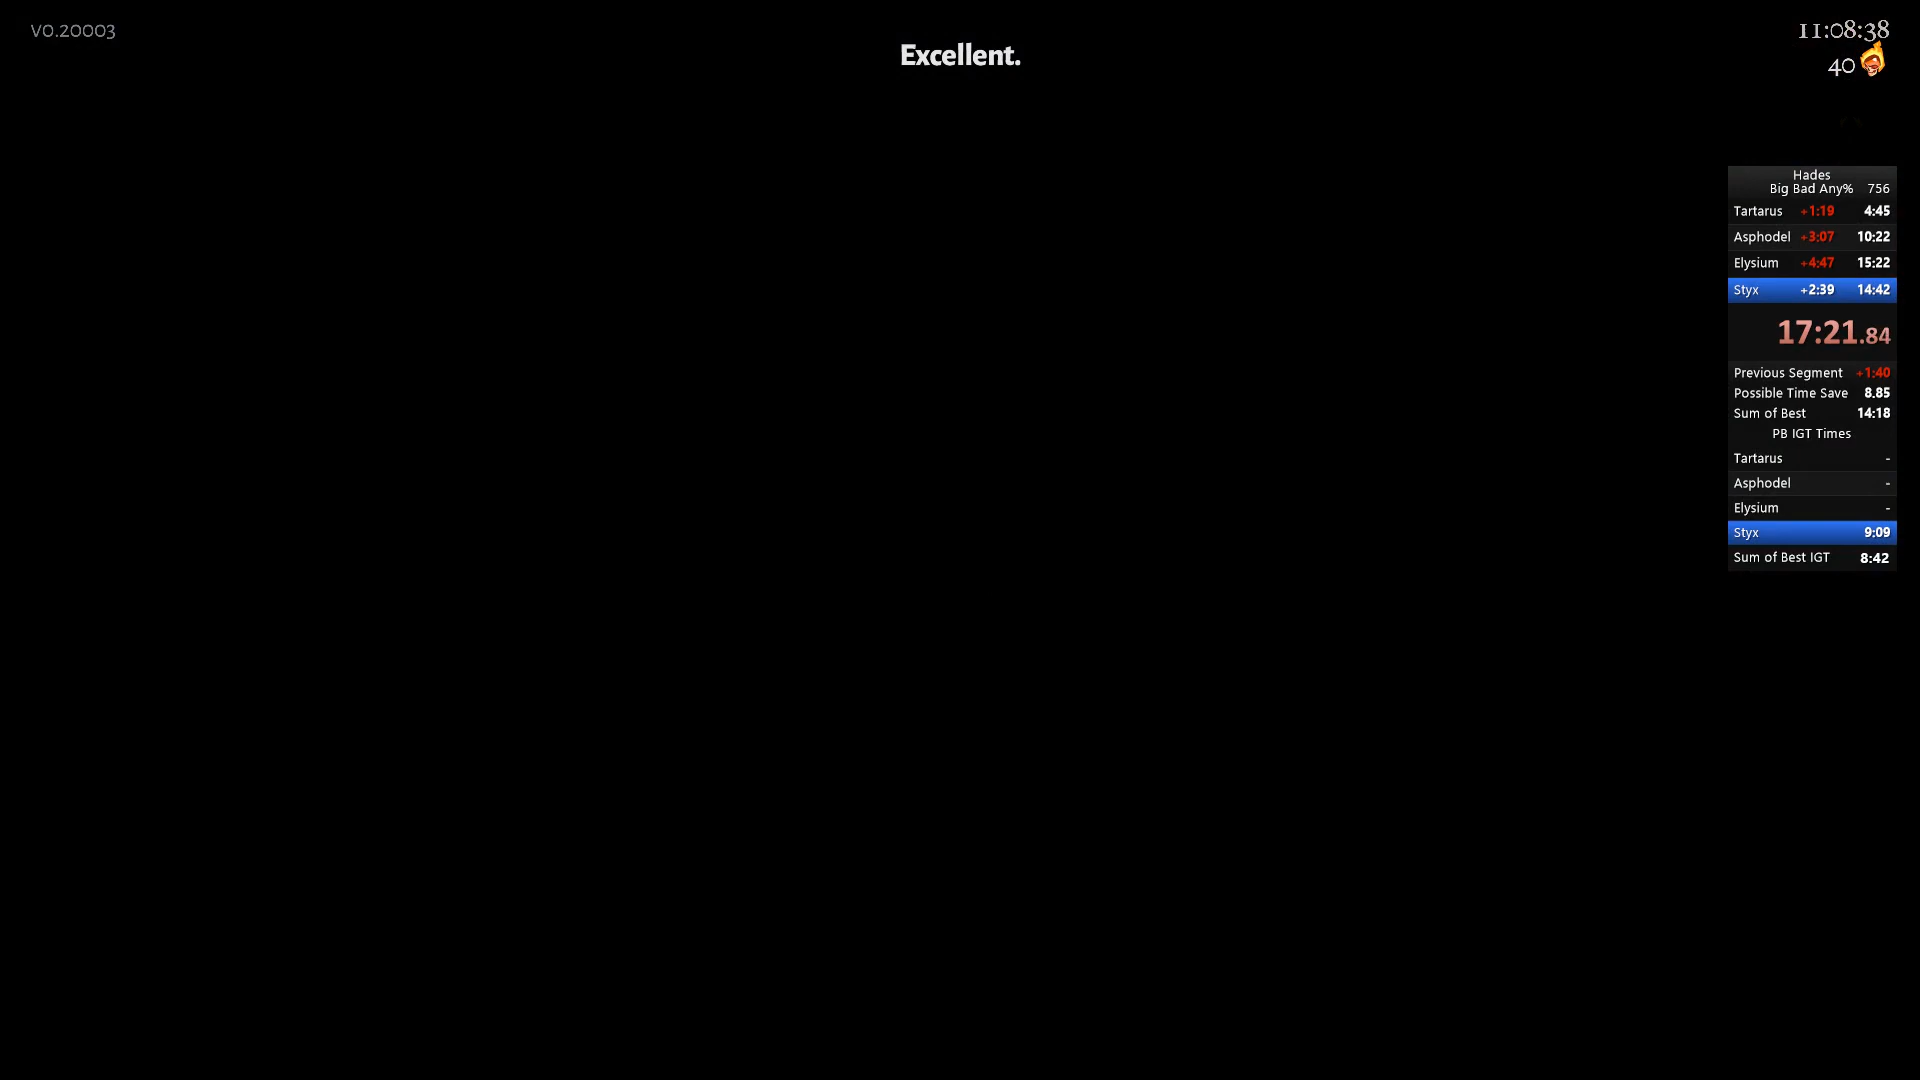 V0.20003
Excellent.
11:08:38
40
Hades
Big Bad Any% 756
Tartarus +1:19 4:45
Asphodel +3:07 10:22
Elysium +4:47 15:22
Styx +2:39 14:42
17:21.84
Previous Segment +1:40
Possible Time Save 8.85
Sum of Best 14:18
PB IGT Times
Tartarus -
Asphodel -
Elysium -
Styx 9:09
Sum of Best IGT 8:42